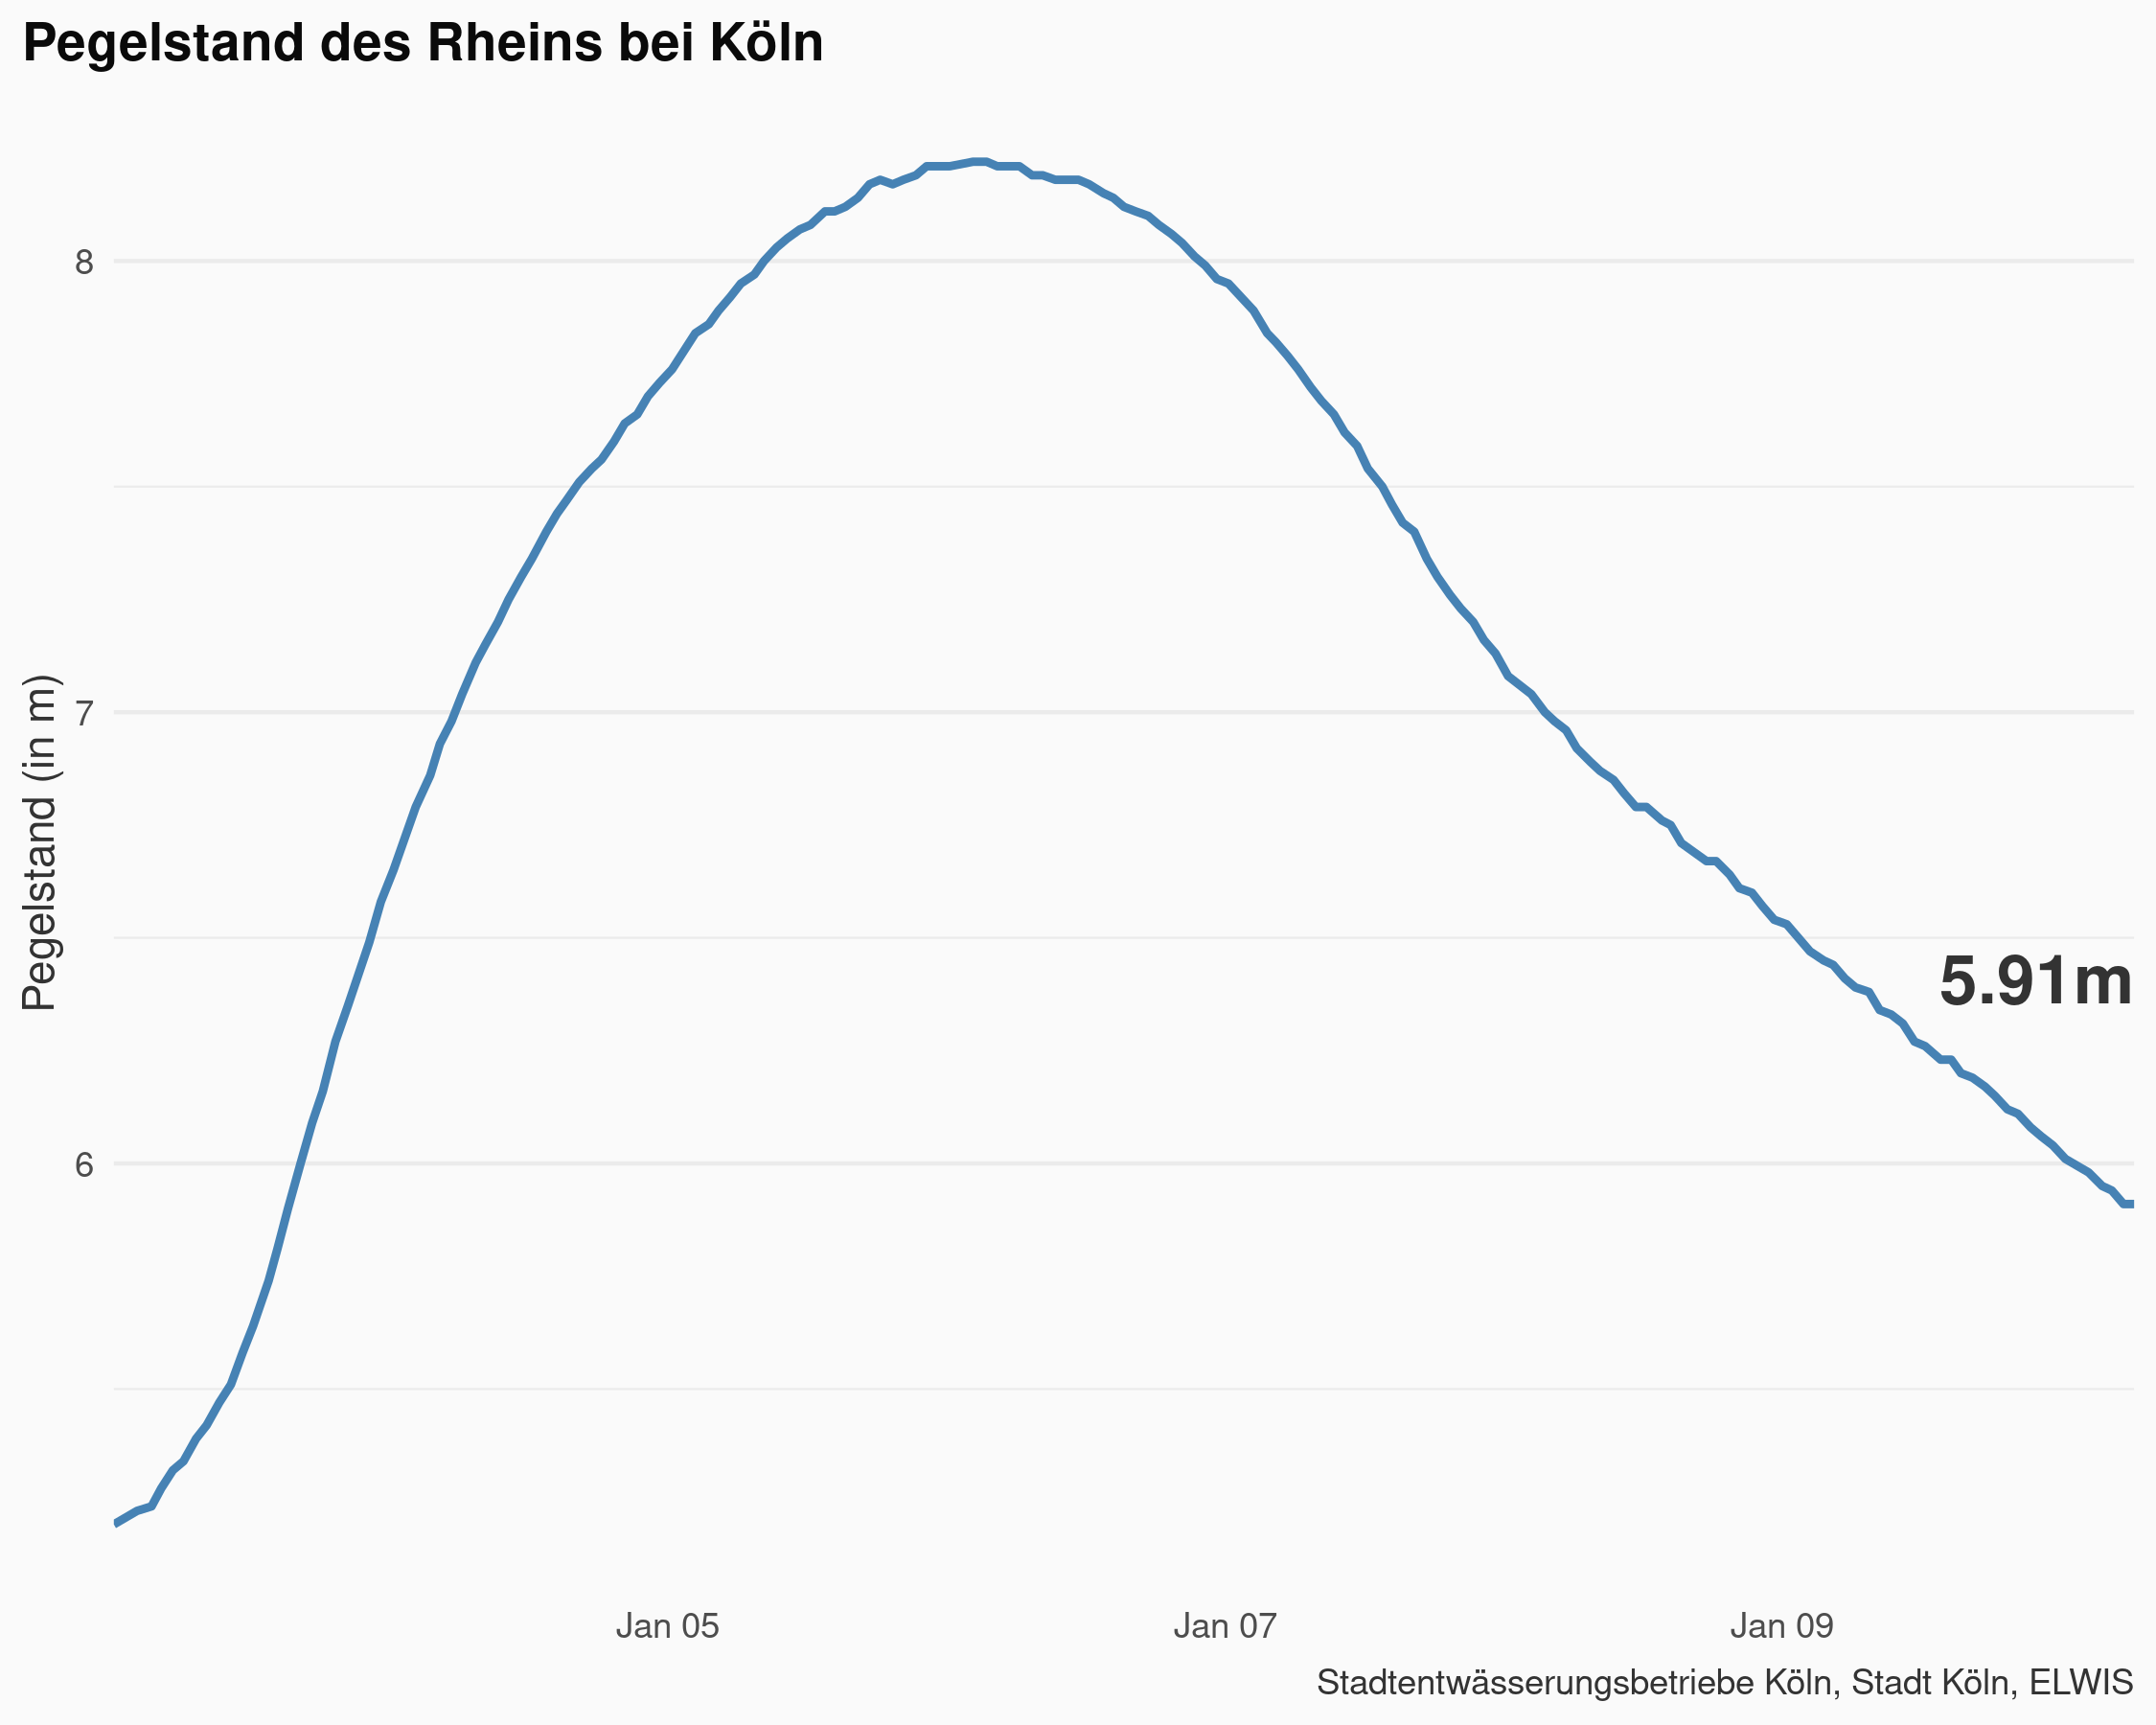 Pegelstand des Rheins bei Köln
Pegelstand (in m)
8
7
6
5.91m
Jan 05
Jan 07
Jan 09
Stadtentwässerungsbetriebe Köln, Stadt Köln, ELWIS